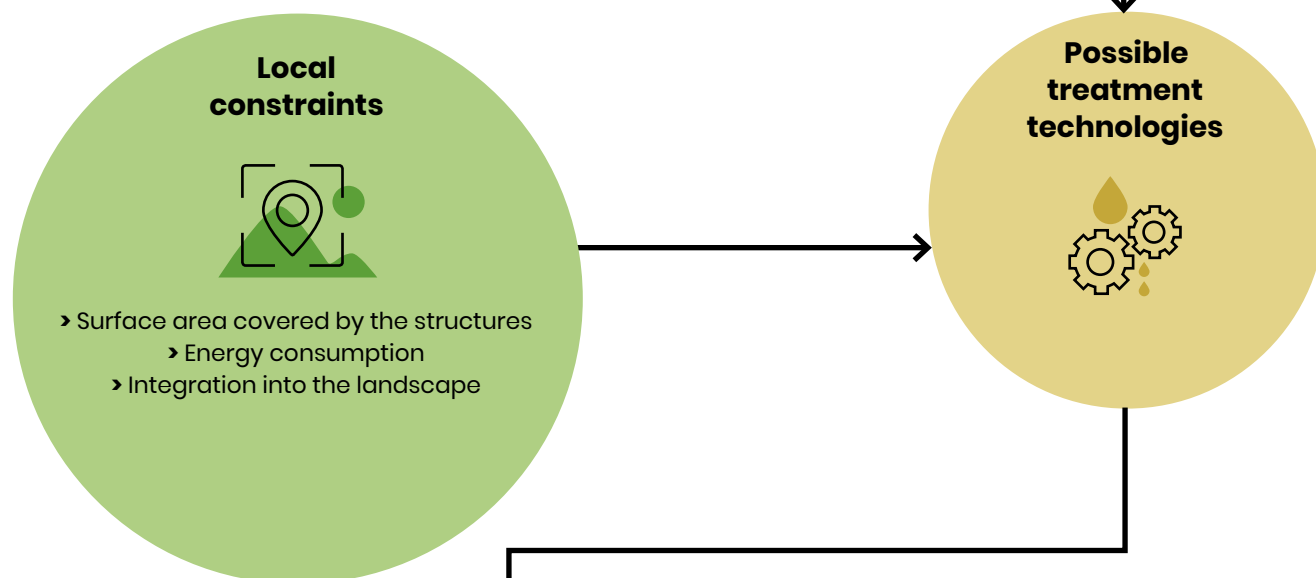 Local
constraints
› Surface area covered by the structures
› Energy consumption
› Integration into the landscape
Possible
treatment
technologies